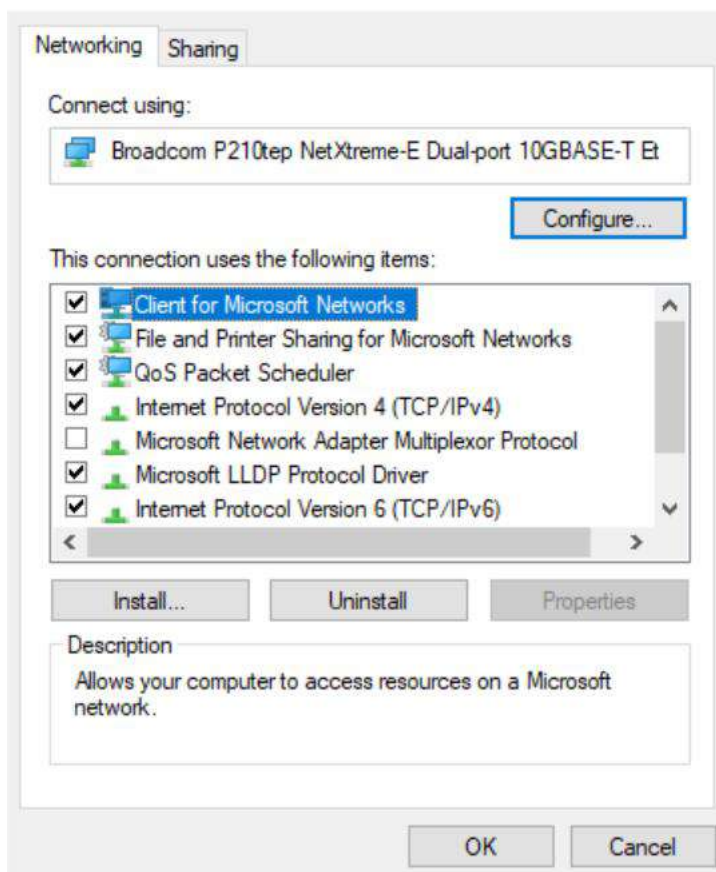 Networking Sharing
Connect using:
Broadcom P210tep NetXtreme-E Dual-port 10GBASE-T Et
Configure...
This connection uses the following items:
Client for Microsoft Networks
File and Printer Sharing for Microsoft Networks
QoS Packet Scheduler
Internet Protocol Version 4 (TCP/IPv4)
Microsoft Network Adapter Multiplexor Protocol
Microsoft LLDP Protocol Driver
Internet Protocol Version 6 (TCP/IPv6)
Install... Uninstall Properties
Description
Allows your computer to access resources on a Microsoft
network.
OK Cancel